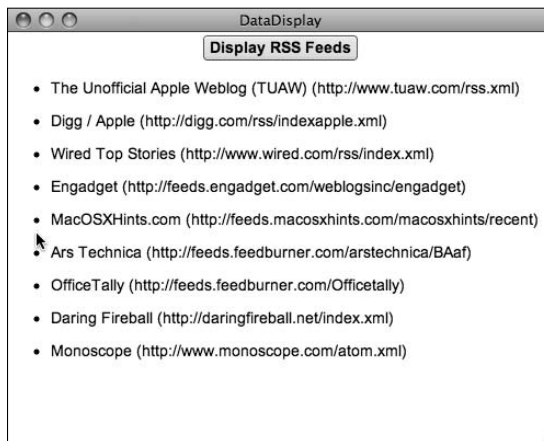 DataDisplay
Display RSS Feeds
The Unofficial Apple Weblog (TUAW) (http://www.tuaw.com/rss.xml)
Digg / Apple (http://digg.com/rss/indexapple.xml)
Wired Top Stories (http://www.wired.com/rss/index.xml)
Engadget (http://feeds.engadget.com/weblogsinc/engadget)
MacOSXHints.com (http://feeds.macosxhints.com/macosxhints/recent)
Ars Technica (http://feeds.feedburner.com/arstechnica/BAaf)
OfficeTally (http://feeds.feedburner.com/Officetally)
Daring Fireball (http://daringfireball.net/index.xml)
Monoscope (http://www.monoscope.com/atom.xml)